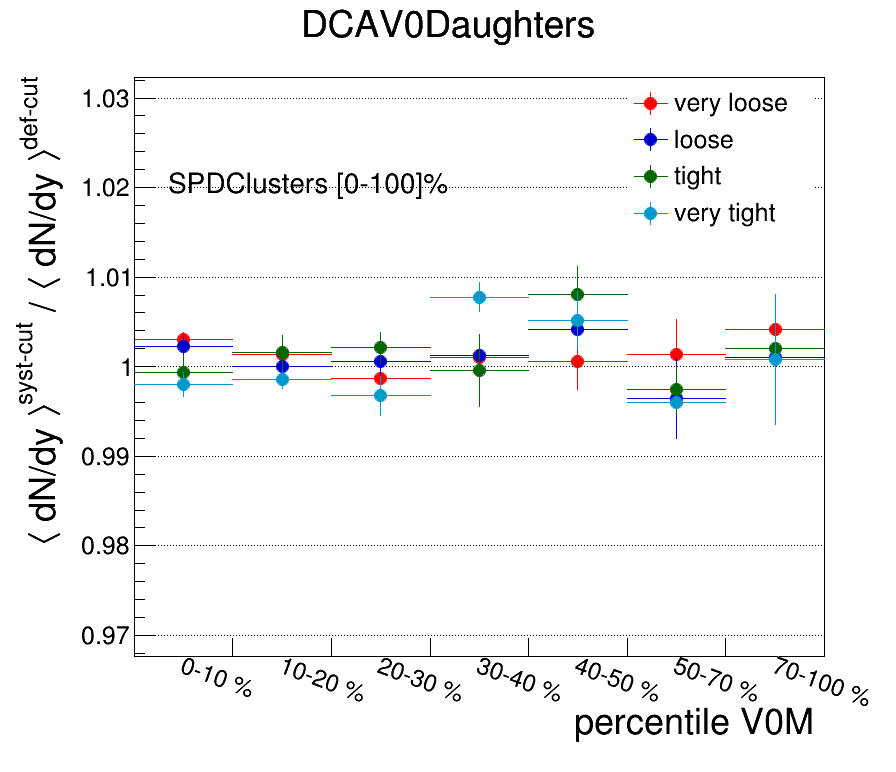 DCAV0Daughters
⟨ dN/dy ⟩^syst-cut / ⟨ dN/dy ⟩^def-cut
1.03
1.02
1.01
1
0.99
0.98
0.97
SPDClusters [0-100]%
very loose
loose
tight
very tight
0-10 %
10-20 %
20-30 %
30-40 %
40-50 %
50-70 %
70-100 %
percentile V0M